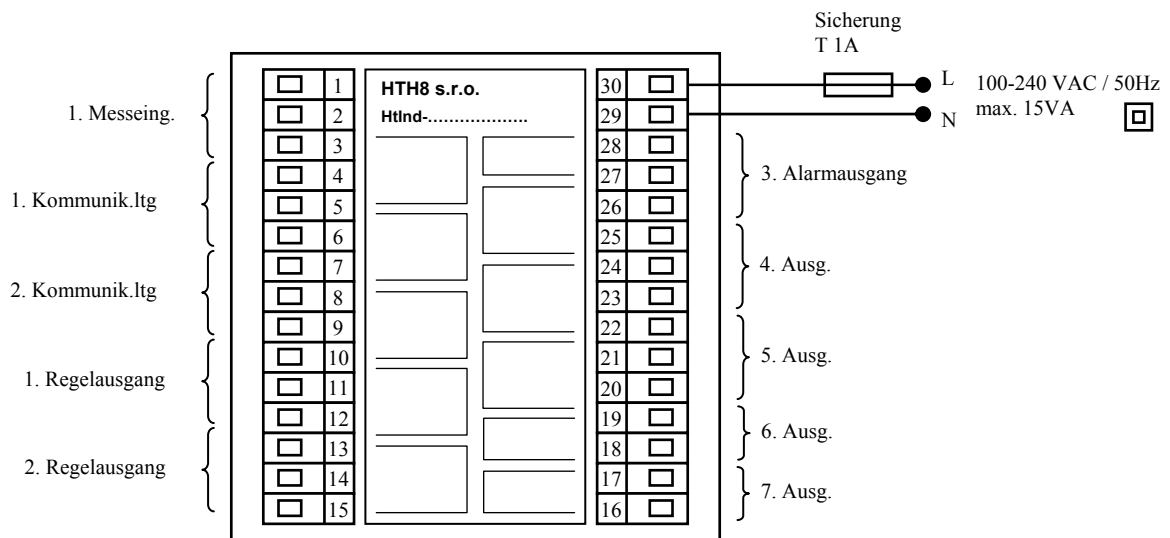 Sicherung
T 1A
L
100-240 VAC / 50Hz
N
max. 15VA
1. Messeing.
1. Kommunik.ltg
2. Kommunik.ltg
1. Regelausgang
2. Regelausgang
1
2
3
4
5
6
7
8
9
10
11
12
13
14
15
HTH8 s.r.o.
HtInd-...................
30
29
28
27
26
25
24
23
22
21
20
19
18
17
16
3. Alarmausgang
4. Ausg.
5. Ausg.
6. Ausg.
7. Ausg.